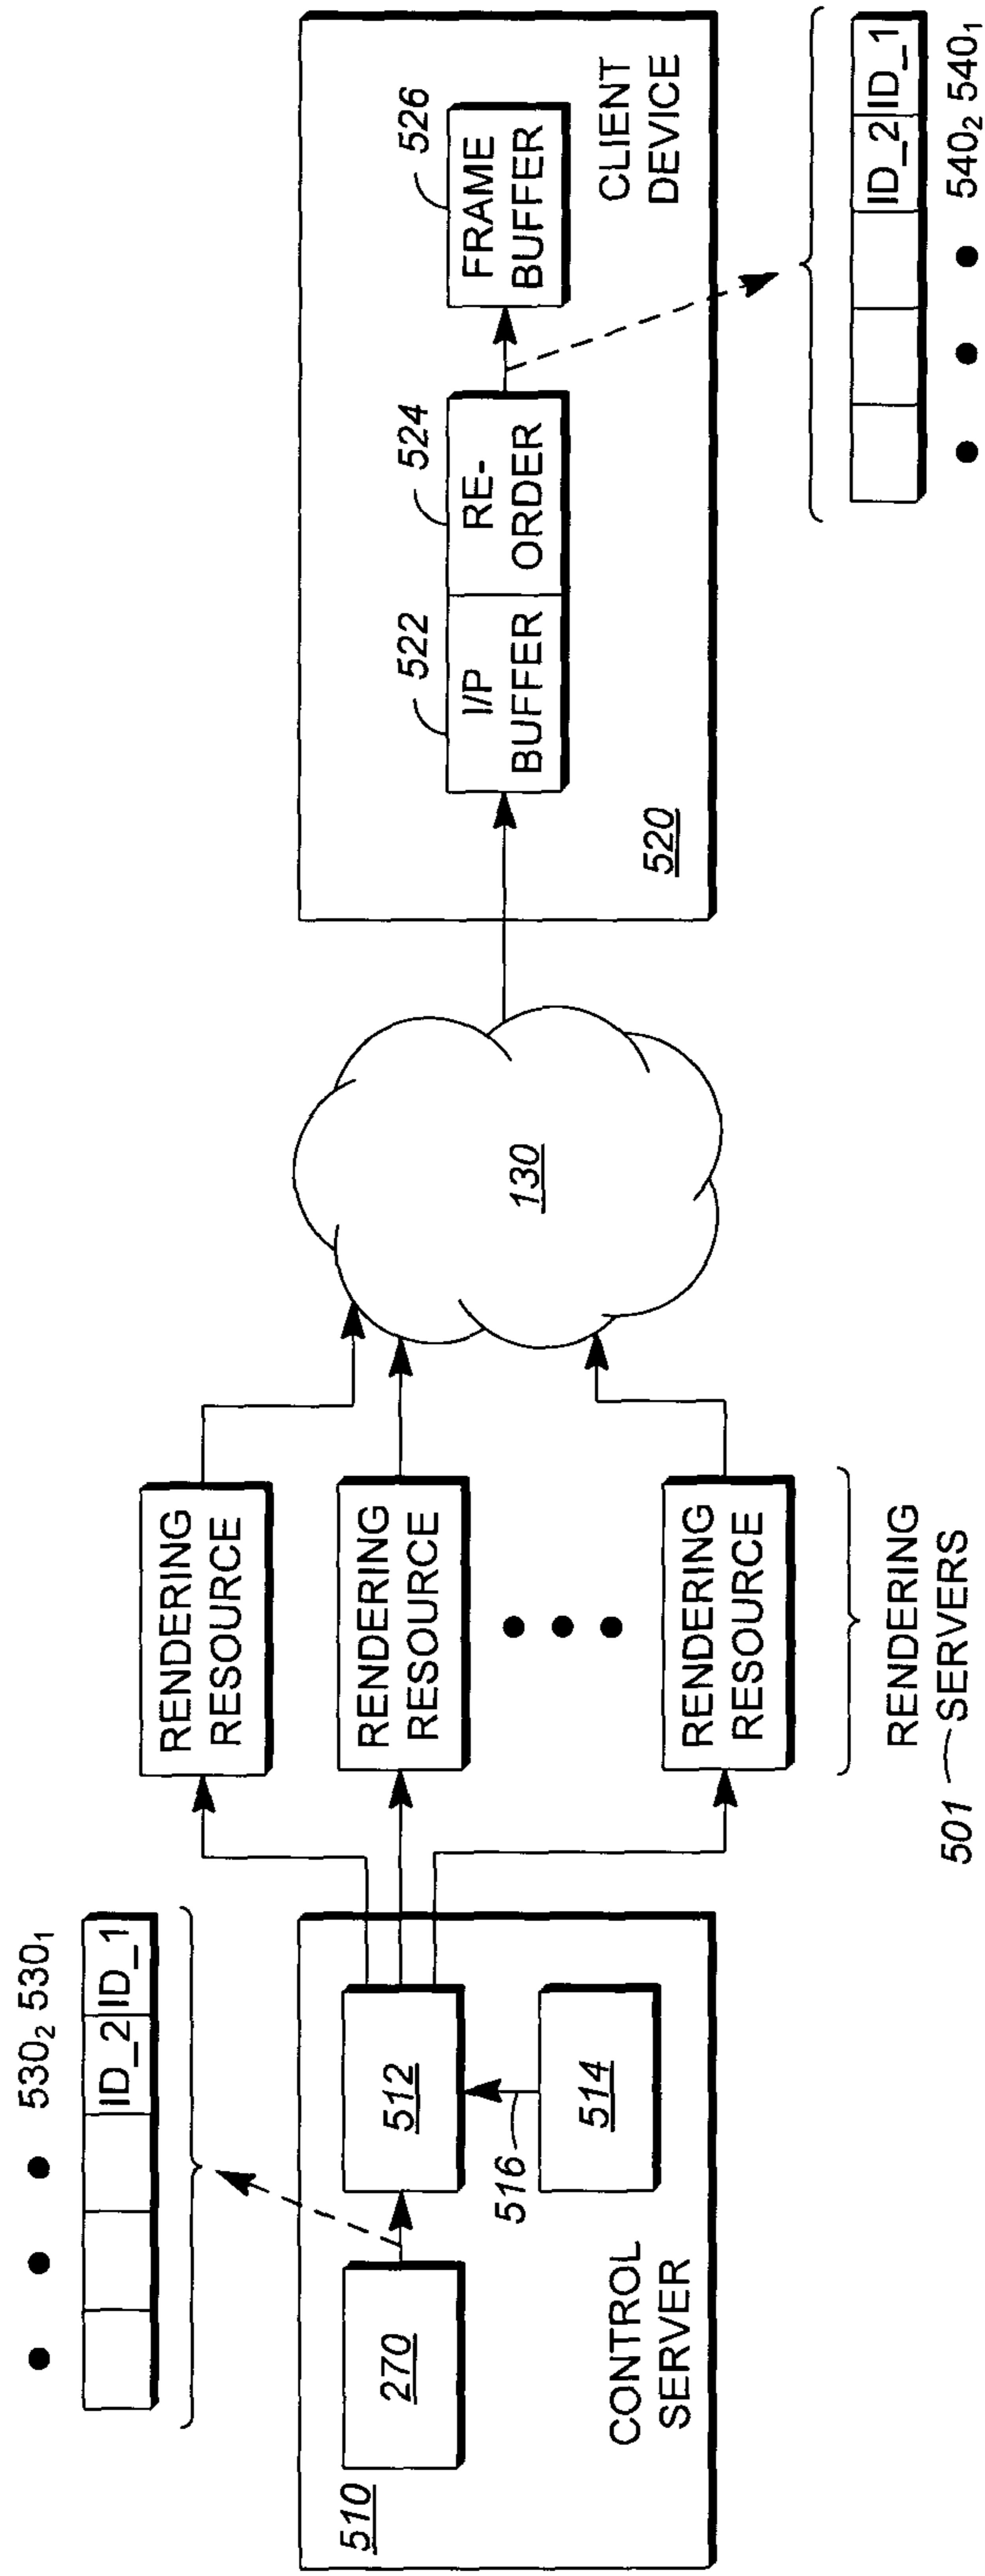 530₂ 530₁
ID_2 ID_1
510
270
512
516
514
CONTROL
SERVER
RENDERING
RESOURCE
RENDERING
RESOURCE
RENDERING
RESOURCE
RENDERING
501 SERVERS
130
520
522
I/P
BUFFER
524
RE-
ORDER
526
FRAME
BUFFER
CLIENT
DEVICE
ID_2 ID_1
540₂ 540₁